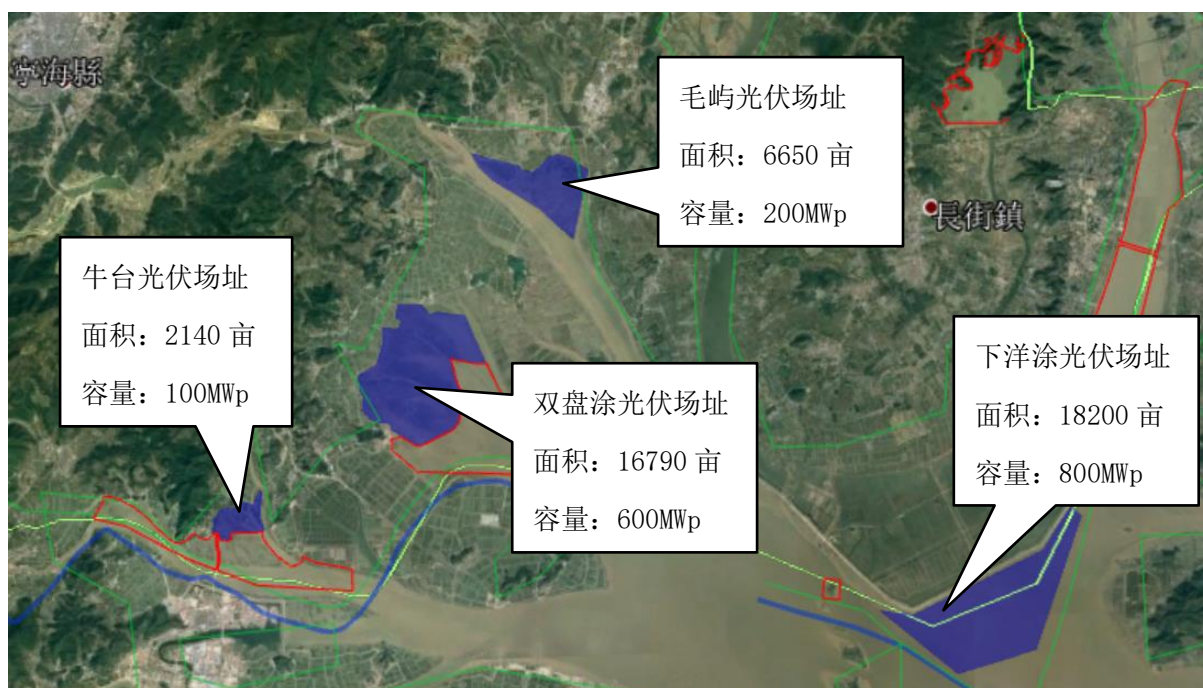 宁海縣
毛屿光伏场址
面积：6650 亩
容量：200MWp
長街鎮
牛台光伏场址
面积：2140 亩
容量：100MWp
双盘涂光伏场址
面积：16790 亩
容量：600MWp
下洋涂光伏场址
面积：18200 亩
容量：800MWp